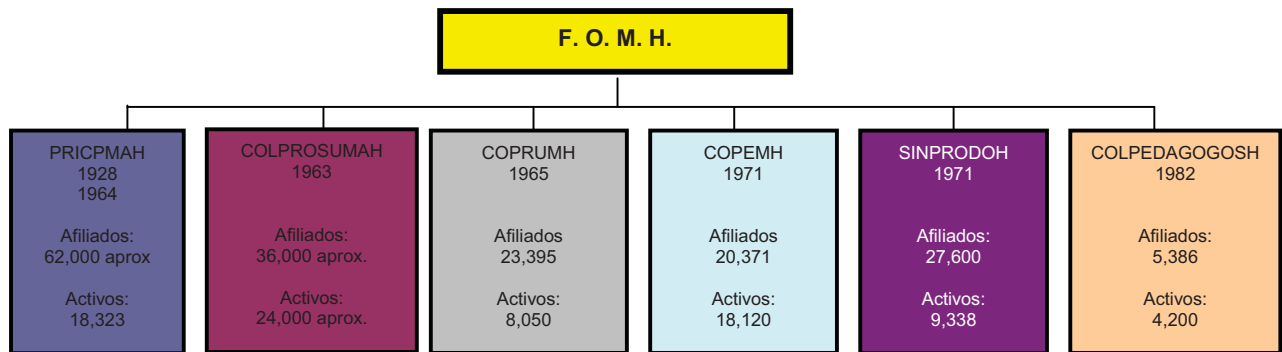 F. O. M. H.
PRICPMAH
1928
1964
Afiliados:
62,000 aprox
Activos:
18,323
COLPROSUMAH
1963
Afiliados:
36,000 aprox.
Activos:
24,000 aprox.
COPRUMH
1965
Afiliados
23,395
Activos:
8,050
COPEMH
1971
Afiliados
20,371
Activos:
18,120
SINPRODOH
1971
Afiliados:
27,600
Activos:
9,338
COLPEDAGOGOSH
1982
Afiliados:
5,386
Activos:
4,200